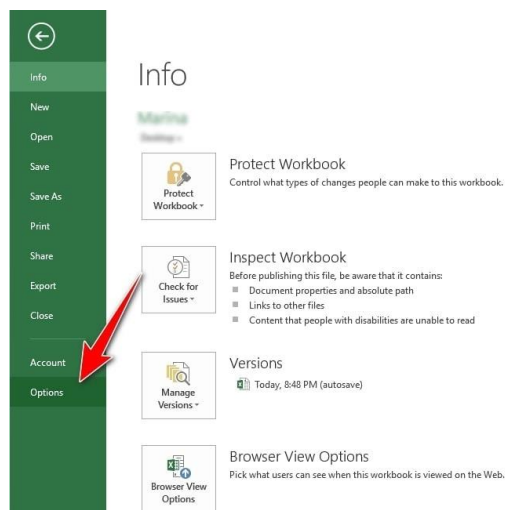 Info
New
Open
Save
Save As
Print
Share
Export
Close
Account
Options
Info
Marina
Desktop
Protect Workbook
Protect Workbook
Control what types of changes people can make to this workbook.
Check for Issues
Inspect Workbook
Before publishing this file, be aware that it contains:
Document properties and absolute path
Links to other files
Content that people with disabilities are unable to read
Manage Versions
Versions
Today, 8:48 PM (autosave)
Browser View Options
Browser View Options
Pick what users can see when this workbook is viewed on the Web.